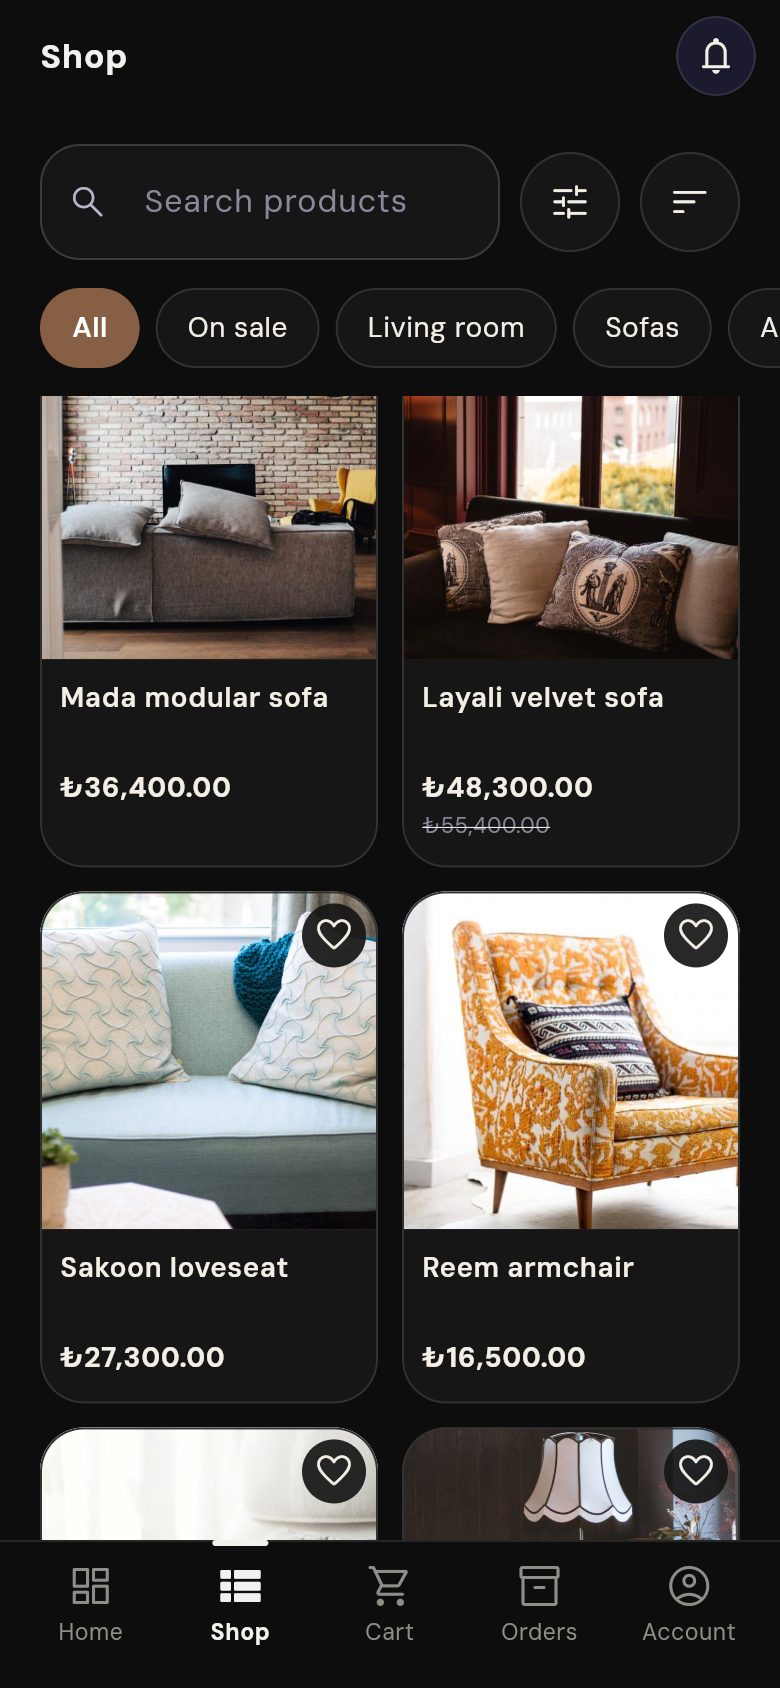 Shop
Search products
All
On sale
Living room
Sofas
A
Mada modular sofa
₺36,400.00
Layali velvet sofa
₺48,300.00
₺55,400.00
Sakoon loveseat
₺27,300.00
Reem armchair
₺16,500.00
Home
Shop
Cart
Orders
Account